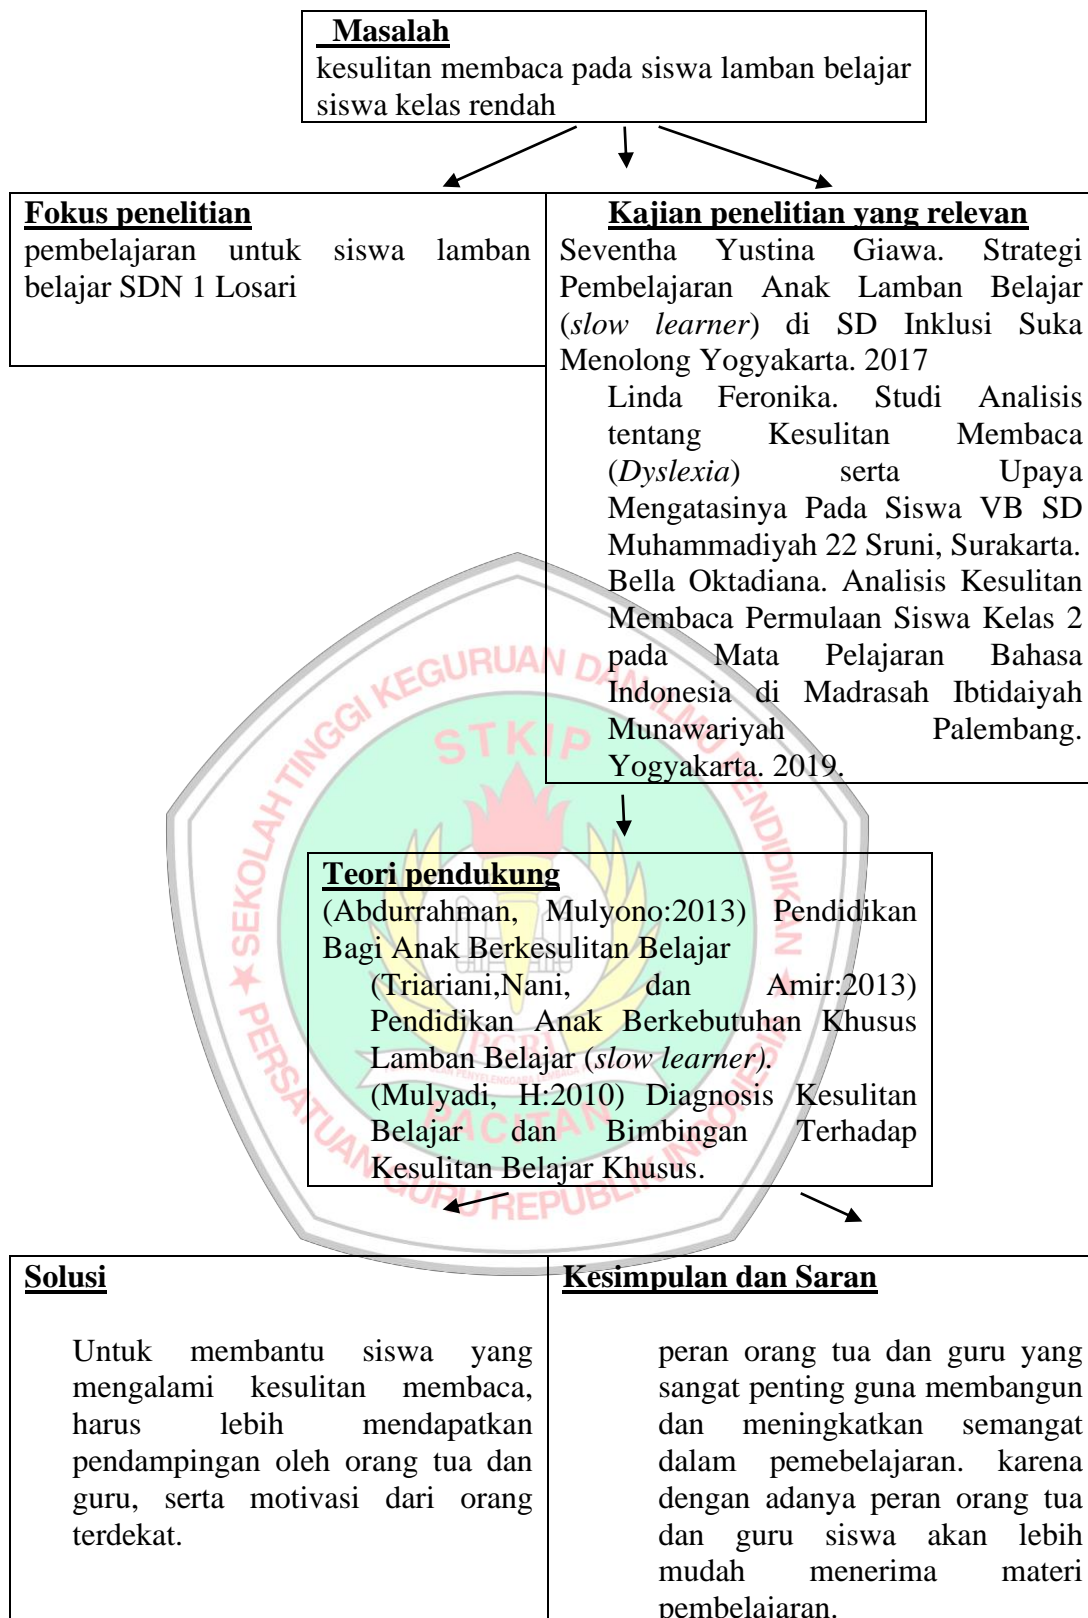 Masalah
kesulitan membaca pada siswa lamban belajar
siswa kelas rendah
Fokus penelitian
pembelajaran untuk siswa lamban
belajar SDN 1 Losari
Kajian penelitian yang relevan
Seventha Yustina Giawa. Strategi
Pembelajaran Anak Lamban Belajar
(slow learner) di SD Inklusi Suka
Menolong Yogyakarta. 2017
Linda Feronika. Studi Analisis
tentang Kesulitan Membaca
(Dyslexia) serta Upaya
Mengatasinya Pada Siswa VB SD
Muhammadiyah 22 Sruni, Surakarta.
Bella Oktadiana. Analisis Kesulitan
Membaca Permulaan Siswa Kelas 2
pada Mata Pelajaran Bahasa
Indonesia di Madrasah Ibtidaiyah
Munawariyah Palembang.
Yogyakarta. 2019.
SEKOLAH TINGGI KEGURUAN DAN ILMU PENDIDIKAN
STKIP
Teori pendukung
(Abdurrahman, Mulyono:2013) Pendidikan
Bagi Anak Berkesulitan Belajar
(Triariani,Nani, dan Amir:2013)
Pendidikan Anak Berkebutuhan Khusus
Lamban Belajar (slow learner).
(Mulyadi, H:2010) Diagnosis Kesulitan
Belajar dan Bimbingan Terhadap
Kesulitan Belajar Khusus.
PGRI
PACITAN
PERSATUAN GURU REPUBLIK INDONESIA
Solusi
Untuk membantu siswa yang
mengalami kesulitan membaca,
harus lebih mendapatkan
pendampingan oleh orang tua dan
guru, serta motivasi dari orang
terdekat.
Kesimpulan dan Saran
peran orang tua dan guru yang
sangat penting guna membangun
dan meningkatkan semangat
dalam pemebelajaran. karena
dengan adanya peran orang tua
dan guru siswa akan lebih
mudah menerima materi
pembelajaran.